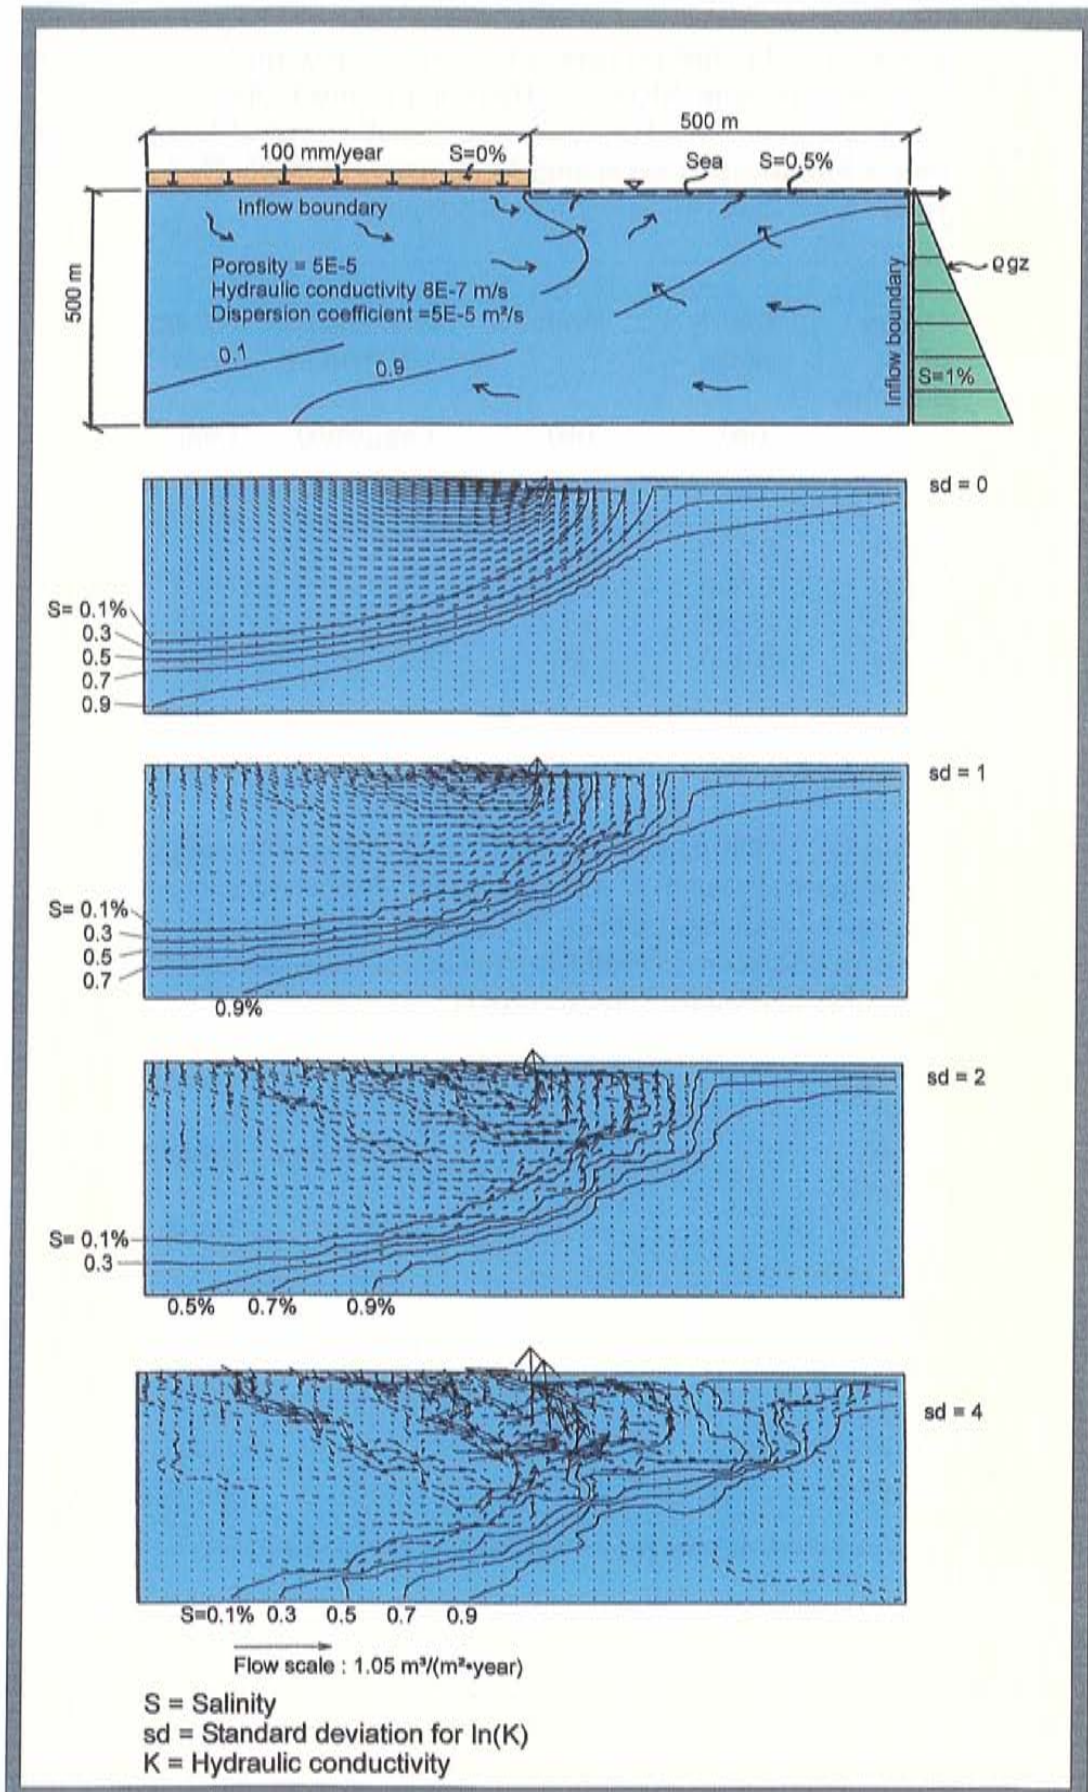 500 m
100 mm/year S=0% Sea S=0,5%
Inflow boundary
500 m
Porosity = 5E-5
Hydraulic conductivity 8E-7 m/s
Dispersion coefficient =5E-5 m²/s
0.1
0.9
Inflow boundary
ϱgz
S=1%
sd = 0
S= 0.1%
0.3
0.5
0.7
0.9
sd = 1
S= 0.1%
0.3
0.5
0.7
0.9%
sd = 2
S= 0.1%
0.3
0.5% 0.7% 0.9%
sd = 4
S=0.1% 0.3 0.5 0.7 0.9
Flow scale : 1.05 m³/(m²•year)
S = Salinity
sd = Standard deviation for ln(K)
K = Hydraulic conductivity